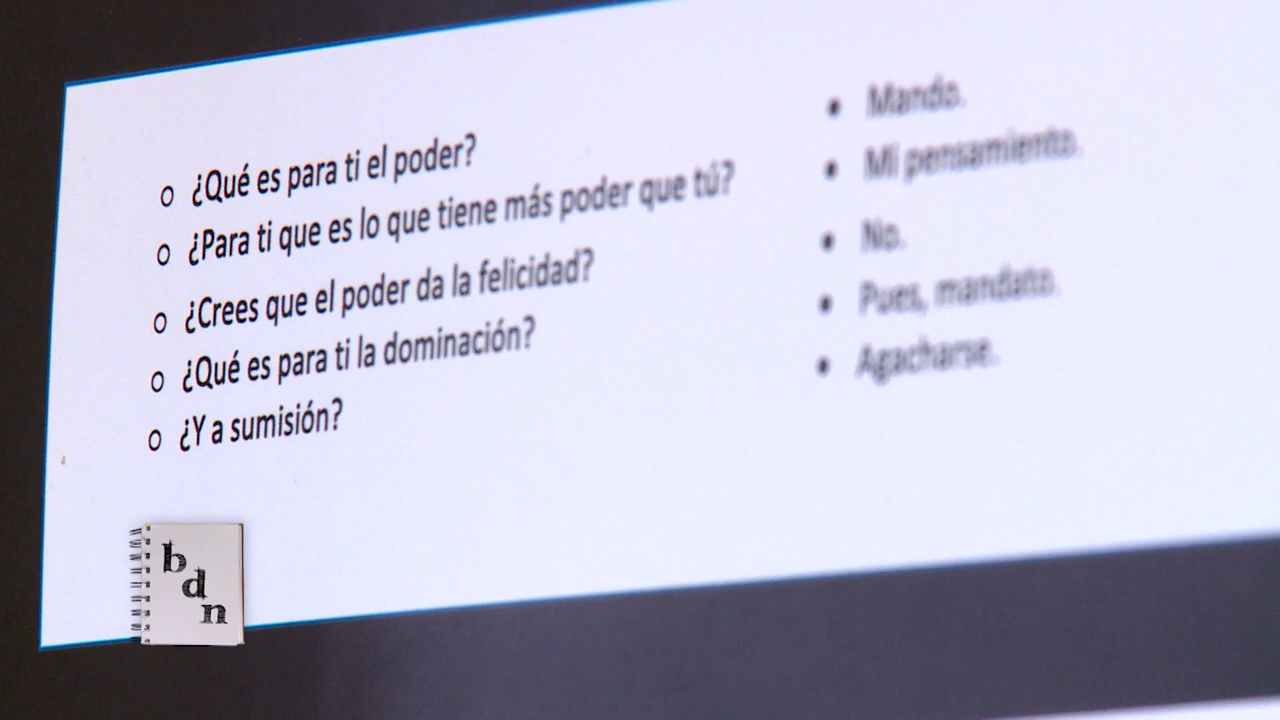 ¿Qué es para ti el poder?
¿Para ti que es lo que tiene más poder que tú?
¿Crees que el poder da la felicidad?
¿Qué es para ti la dominación?
¿Y a sumisión?
Mando.
Mi pensamiento.
No.
Pues, mandato.
Agacharse.
bdn